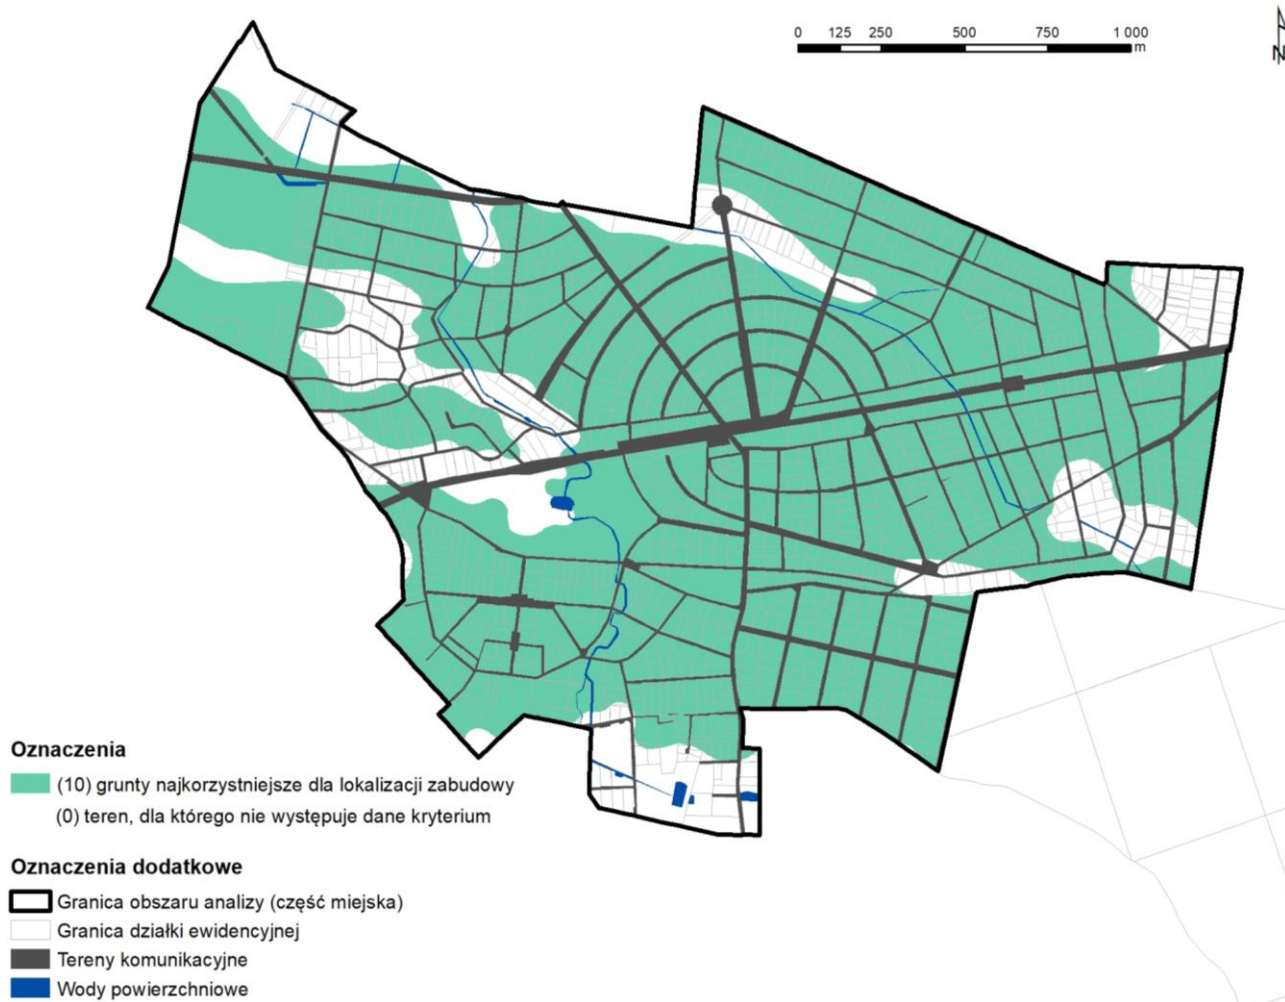 0 125 250 500 750 1 000
m
N
Oznaczenia
(10) grunty najkorzystniejsze dla lokalizacji zabudowy
(0) teren, dla którego nie występuje dane kryterium
Oznaczenia dodatkowe
Granica obszaru analizy (część miejska)
Granica działki ewidencyjnej
Tereny komunikacyjne
Wody powierzchniowe